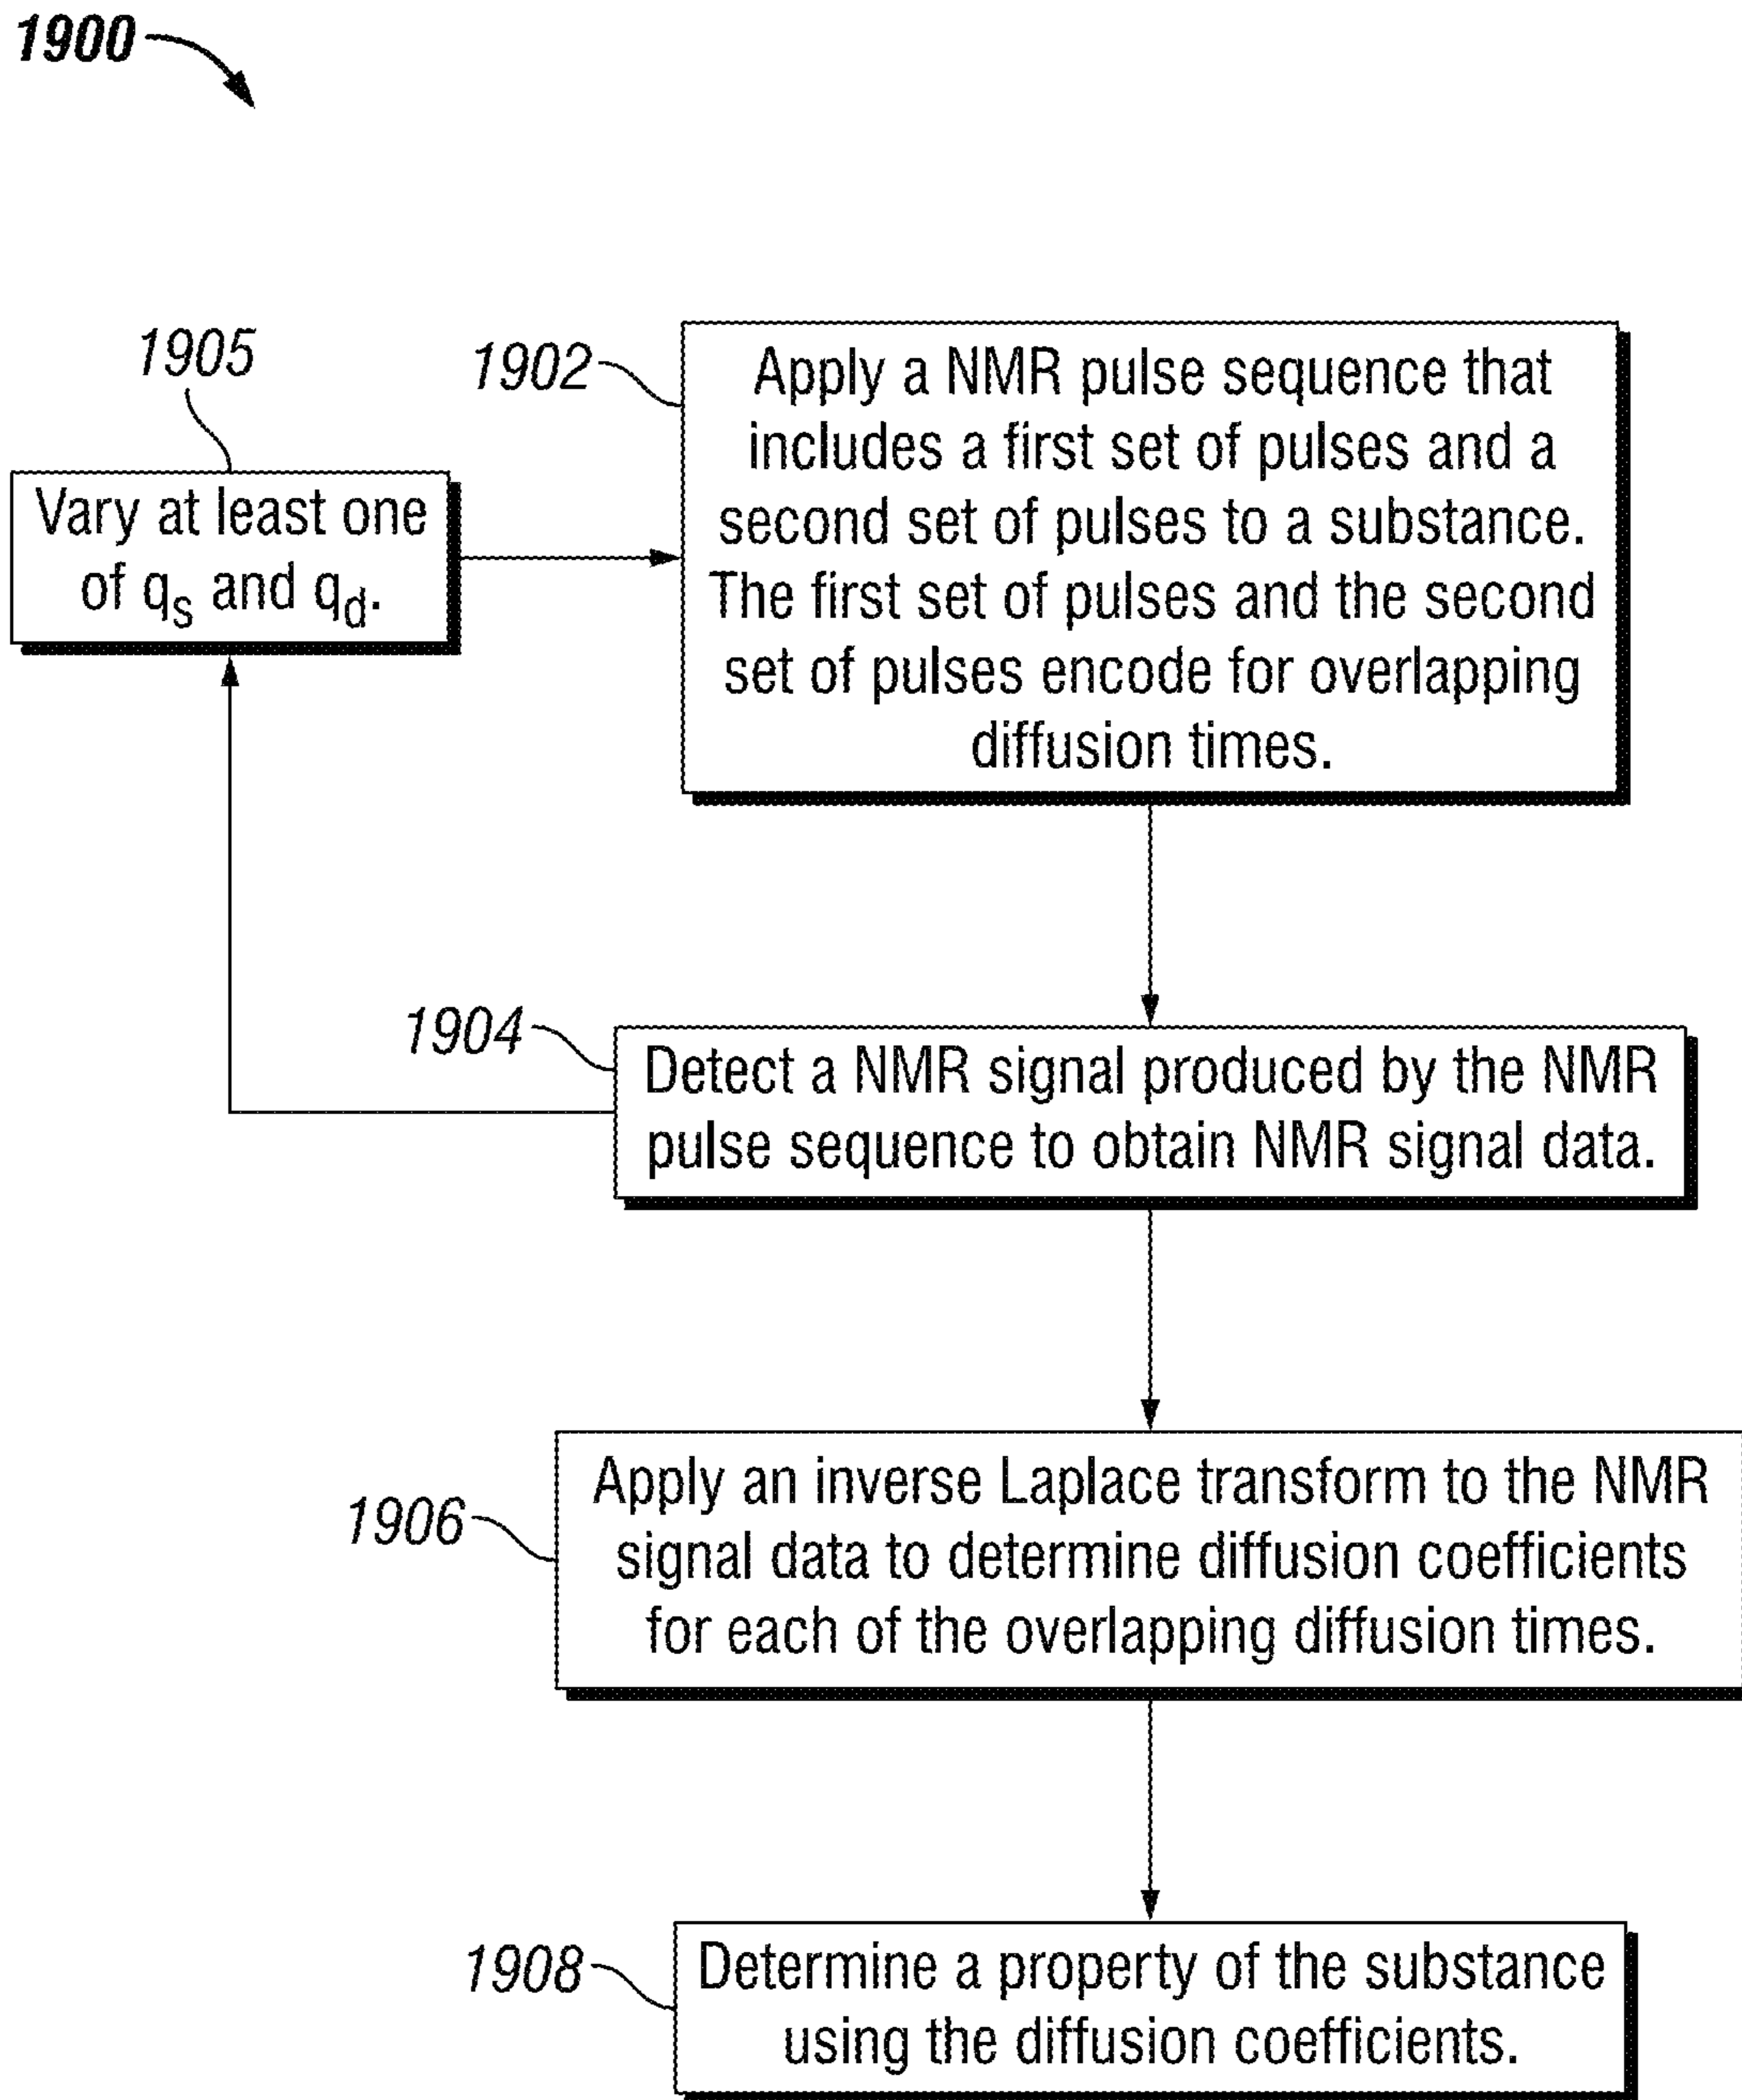 1900
1905
Vary at least one
of qs and qd.
1902
Apply a NMR pulse sequence that
includes a first set of pulses and a
second set of pulses to a substance.
The first set of pulses and the second
set of pulses encode for overlapping
diffusion times.
1904
Detect a NMR signal produced by the NMR
pulse sequence to obtain NMR signal data.
1906
Apply an inverse Laplace transform to the NMR
signal data to determine diffusion coefficients
for each of the overlapping diffusion times.
1908
Determine a property of the substance
using the diffusion coefficients.